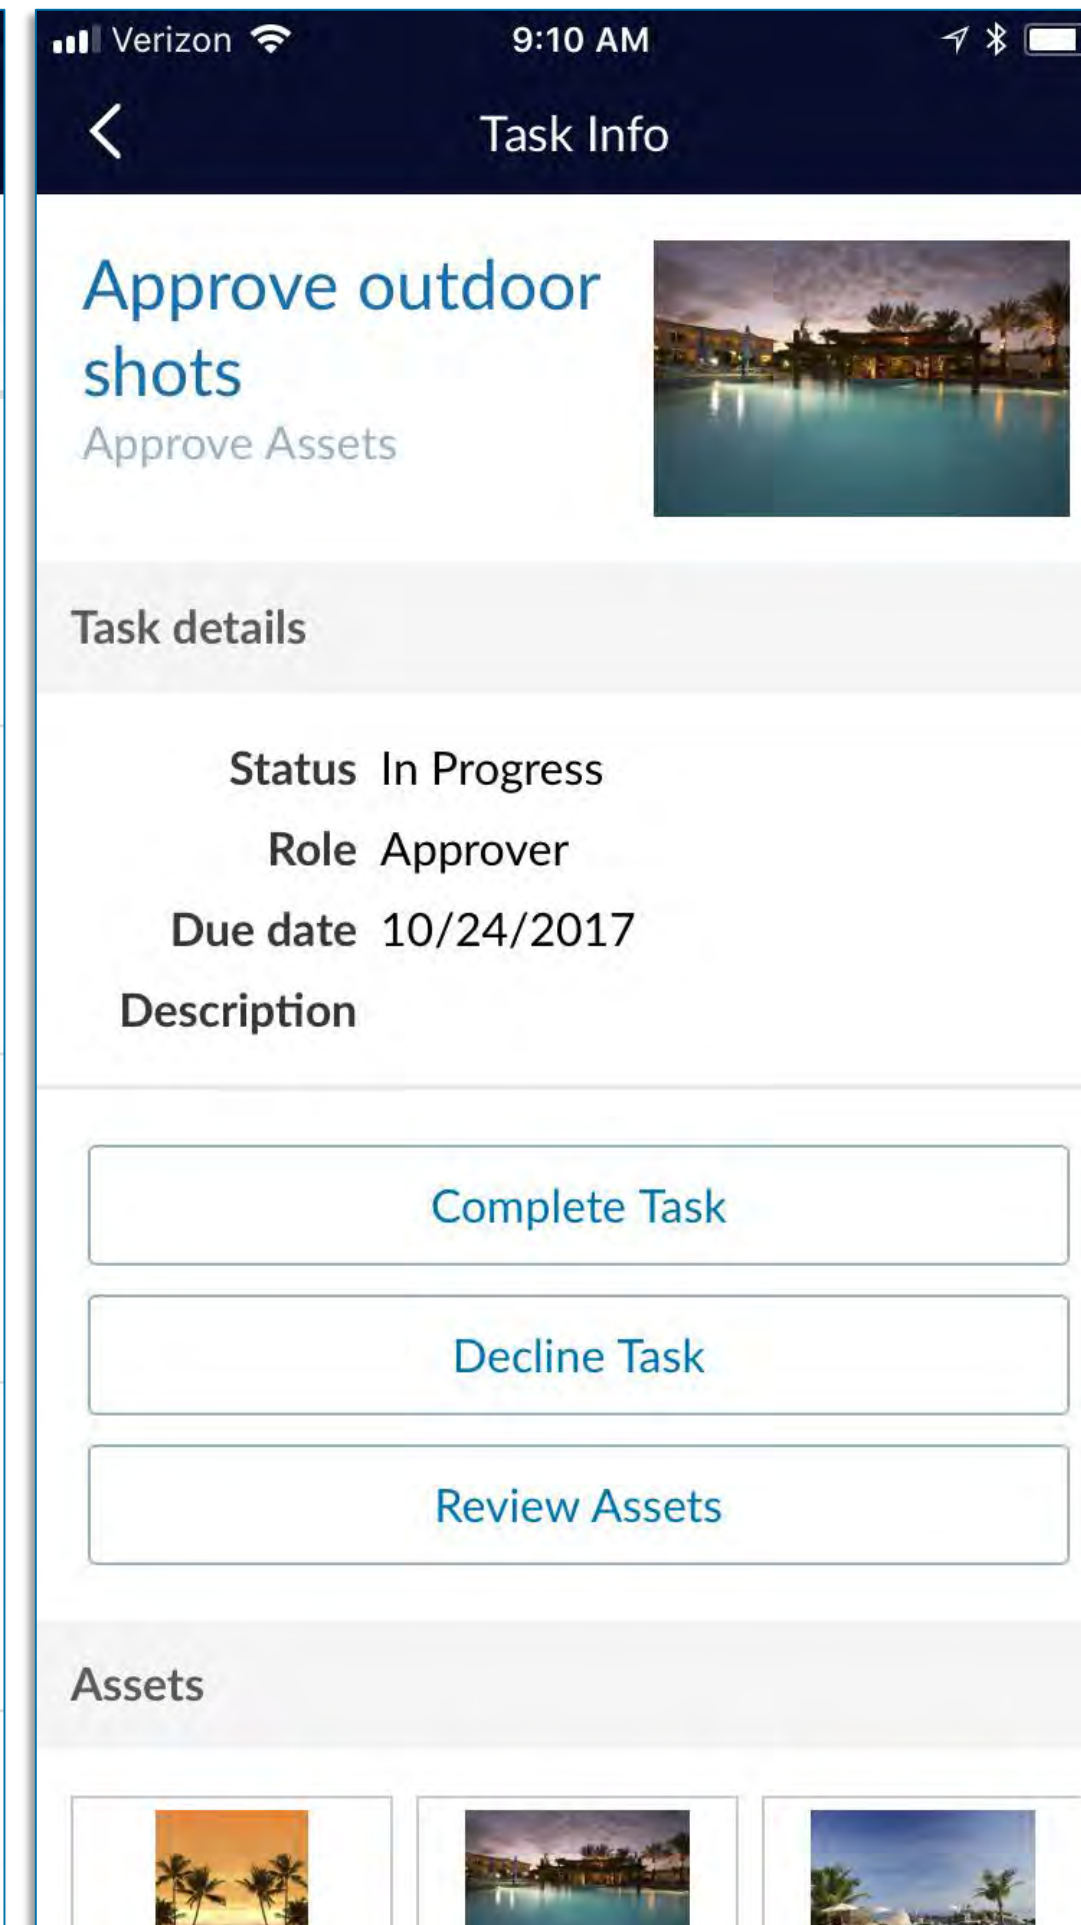 Verizon 9:10 AM
Task Info
Approve outdoor
shots
Approve Assets
Task details
Status In Progress
Role Approver
Due date 10/24/2017
Description
Complete Task
Decline Task
Review Assets
Assets